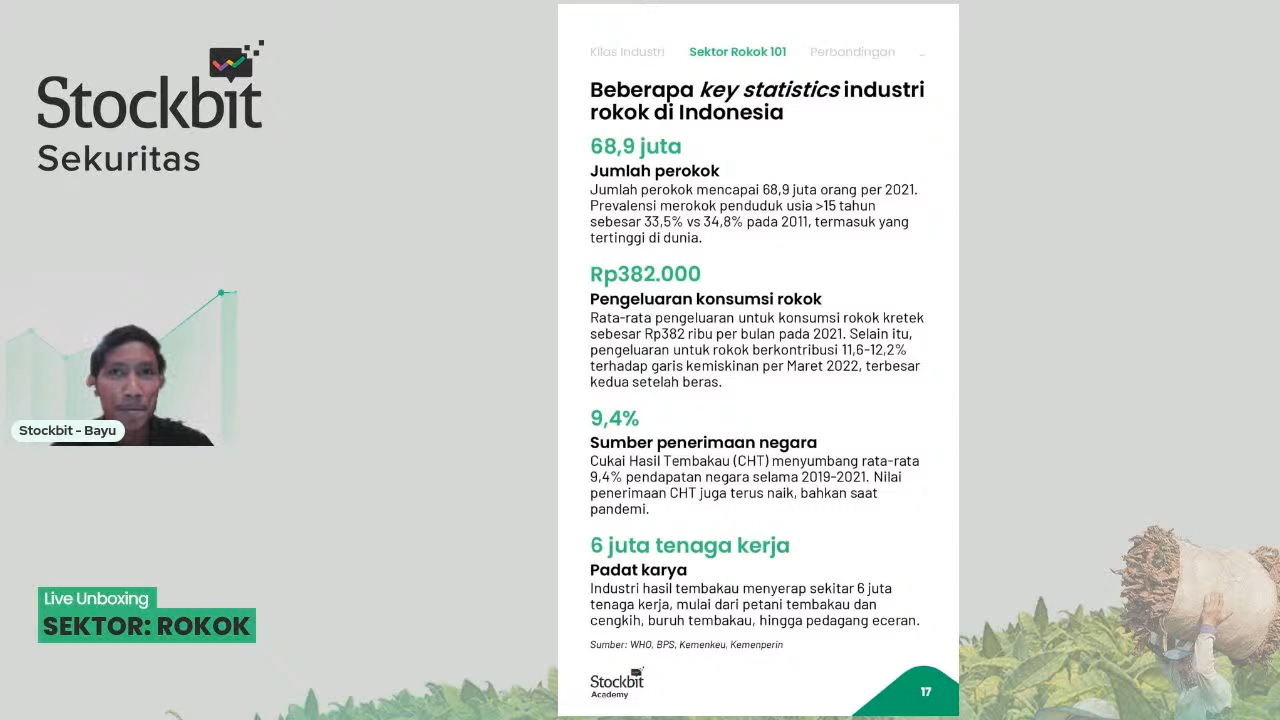 Stockbit
Sekuritas
Stockbit - Bayu
Live Unboxing
SEKTOR: ROKOK
Kilas Industri Sektor Rokok 101 Perbandingan ...
Beberapa key statistics industri
rokok di Indonesia
68,9 juta
Jumlah perokok
Jumlah perokok mencapai 68,9 juta orang per 2021.
Prevalensi merokok penduduk usia >15 tahun
sebesar 33,5% vs 34,8% pada 2011, termasuk yang
tertinggi di dunia.
Rp382.000
Pengeluaran konsumsi rokok
Rata-rata pengeluaran untuk konsumsi rokok kretek
sebesar Rp382 ribu per bulan pada 2021. Selain itu,
pengeluaran untuk rokok berkontribusi 11,6-12,2%
terhadap garis kemiskinan per Maret 2022, terbesar
kedua setelah beras.
9,4%
Sumber penerimaan negara
Cukai Hasil Tembakau (CHT) menyumbang rata-rata
9,4% pendapatan negara selama 2019-2021. Nilai
penerimaan CHT juga terus naik, bahkan saat
pandemi.
6 juta tenaga kerja
Padat karya
Industri hasil tembakau menyerap sekitar 6 juta
tenaga kerja, mulai dari petani tembakau dan
cengkih, buruh tembakau, hingga pedagang eceran.
Sumber: WHO, BPS, Kemenkeu, Kemenperin
Stockbit
Academy
17